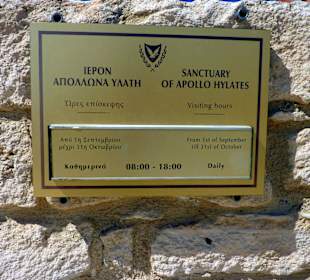 ΙΕΡΟΝ
ΑΠΟΛΛΩΝΑ ΥΛΑΤΗ
SANCTUARY
OF APOLLO HYLATES
Ώρες επίσκεψης
Visiting hours
Από 1η Σεπτεμβρίου
μέχρι 31η Οκτωβρίου
From 1st of September
till 31st of October
Καθημερινά 08:00 - 18:00 Daily